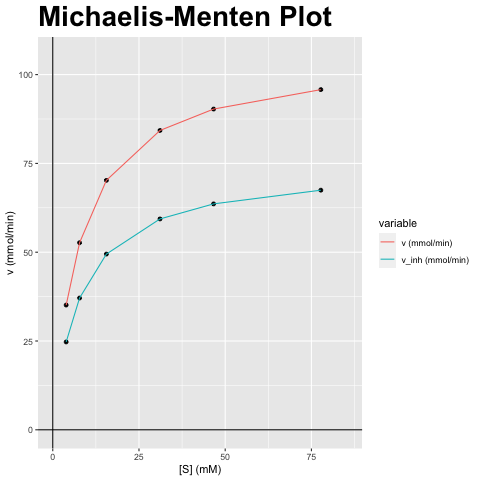 Michaelis-Menten Plot
100
75
50
25
0
v (mmol/min)
0 25 50 75
[S] (mM)
variable
v (mmol/min)
v_inh (mmol/min)